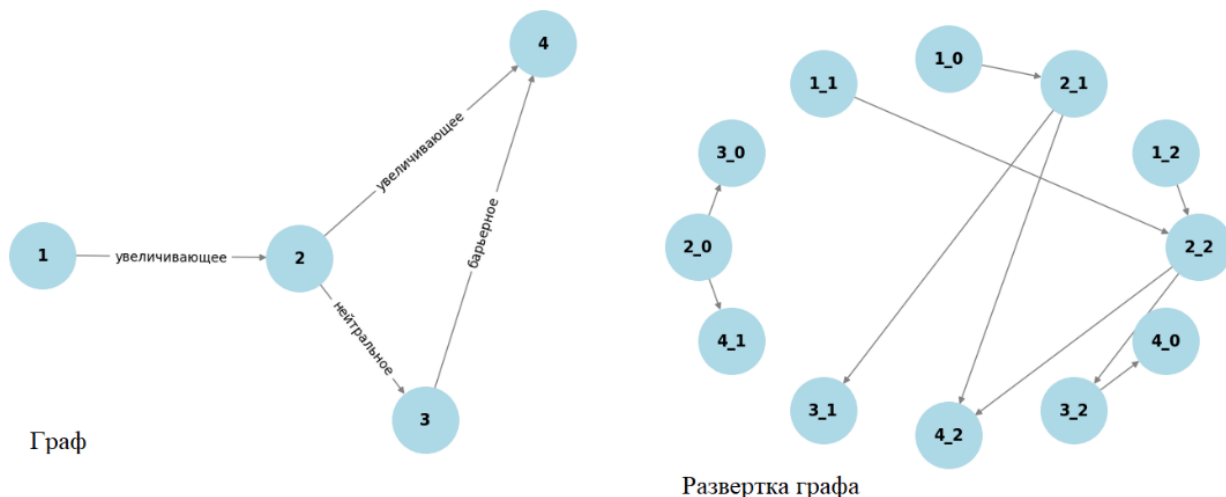 4
увеличивающее
барьерное
1
увеличивающее
2
нейтральное
3
Граф
1_0
1_1
2_1
3_0
1_2
2_0
2_2
4_1
4_0
3_1
4_2
3_2
Развертка графа